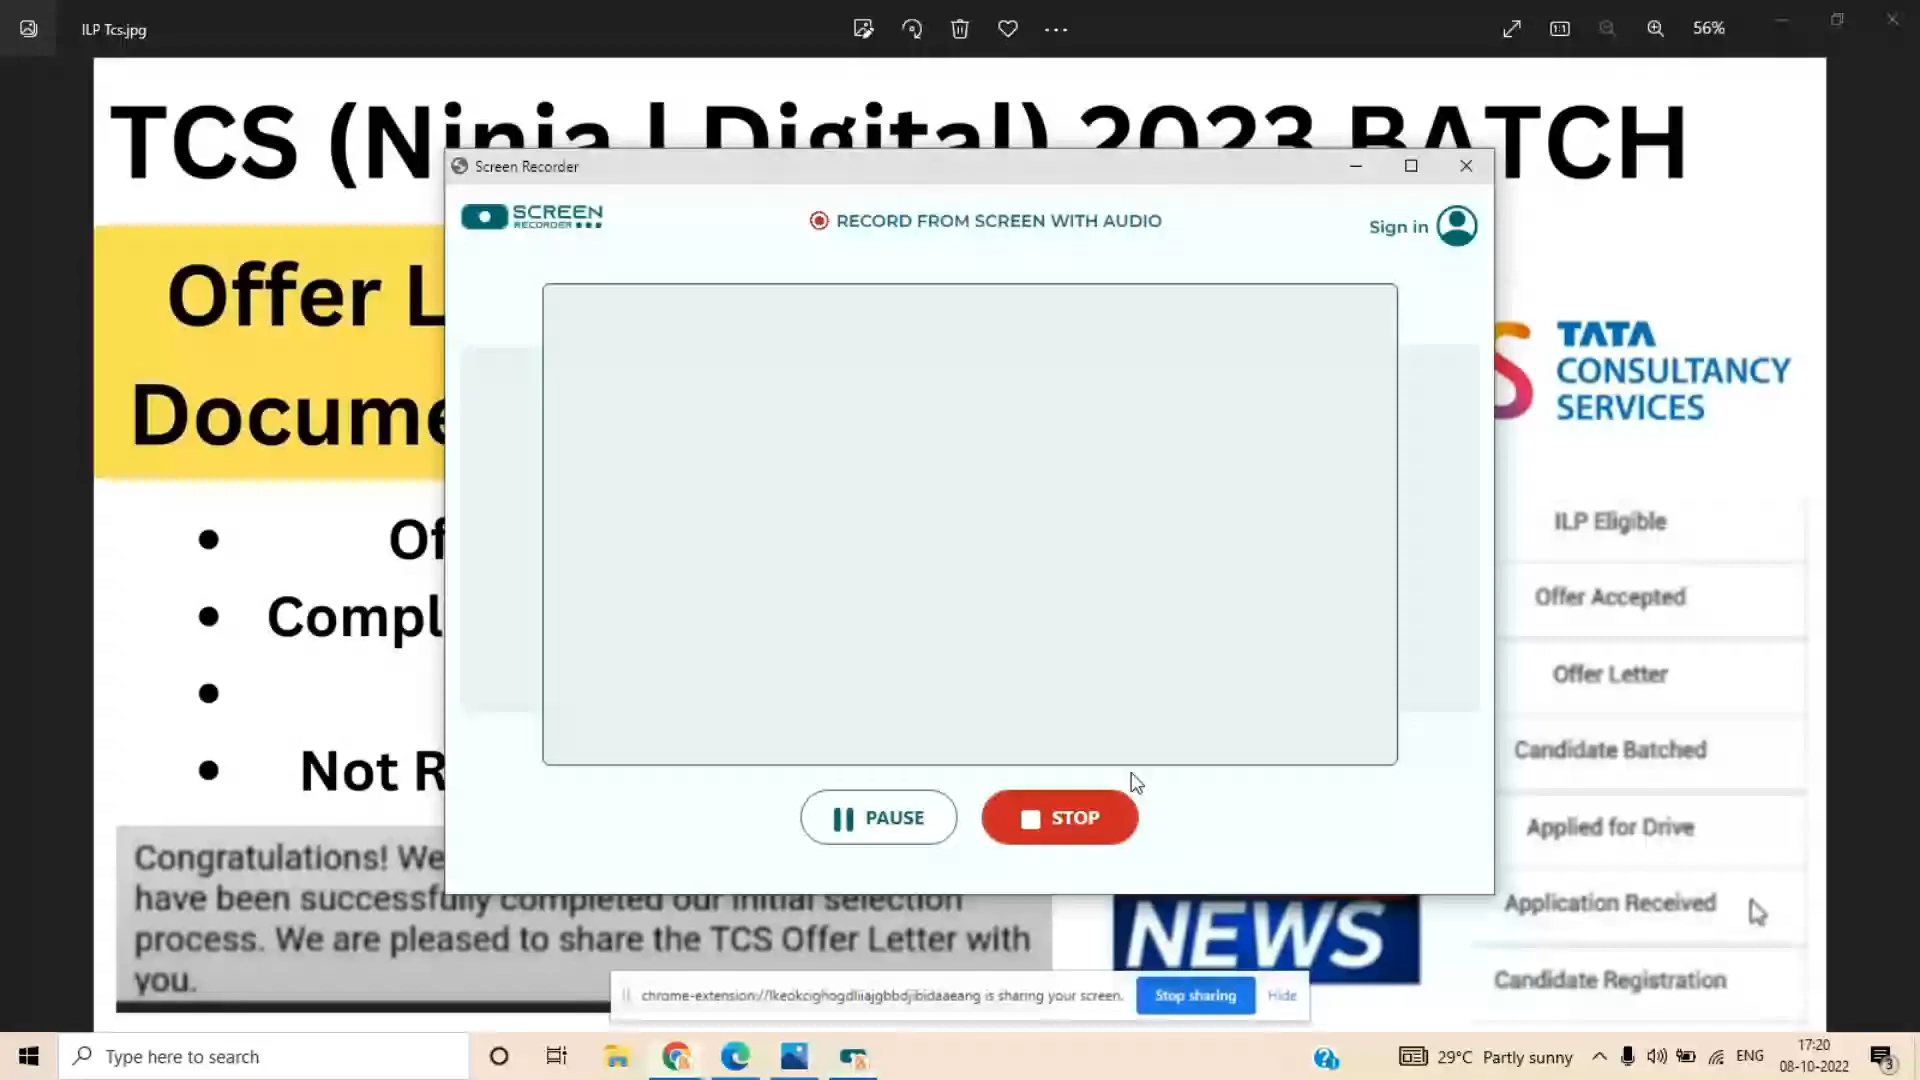 ILP Tcs.jpg
56%
TCS (Ninja | Digital) 2023 BATCH
Screen Recorder
SCREEN
RECORDER
RECORD FROM SCREEN WITH AUDIO
Sign in
Offer L
Docume
TATA
CONSULTANCY
SERVICES
Of
Compl
Not R
ILP Eligible
Offer Accepted
Offer Letter
Candidate Batched
Applied for Drive
Application Received
Candidate Registration
PAUSE
STOP
Congratulations! We
have been successfully completed our initial selection
process. We are pleased to share the TCS Offer Letter with
you.
NEWS
is sharing your screen.
Stop sharing
Hide
Type here to search
29°C Partly sunny
ENG
17:20
08-10-2022
3